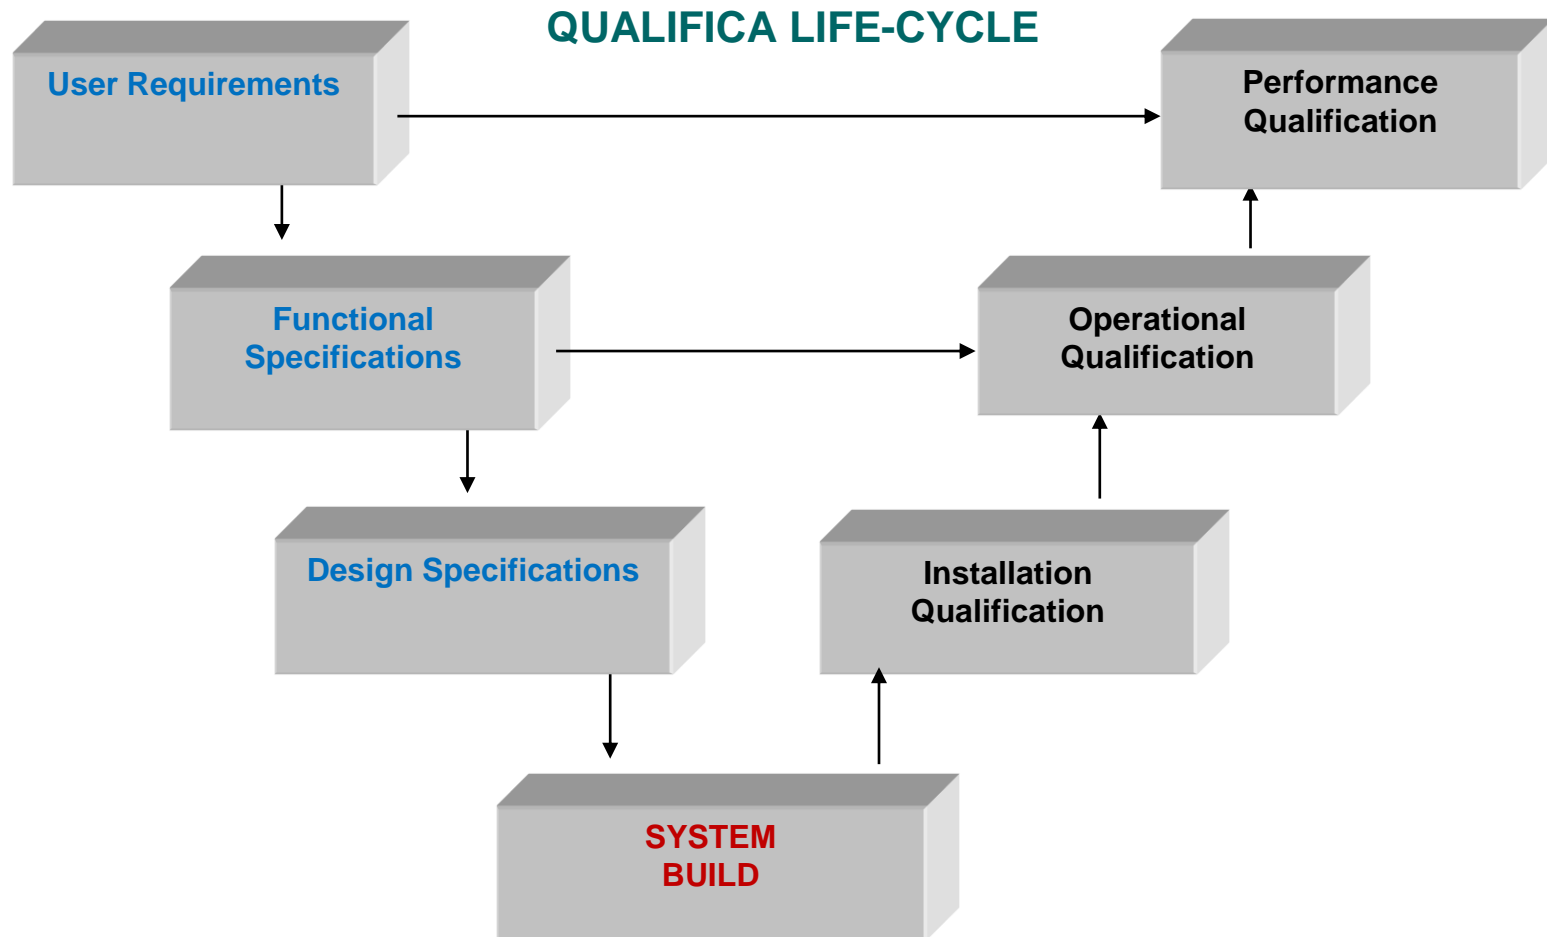 QUALIFICA LIFE-CYCLE
User Requirements
Performance
Qualification
Functional
Specifications
Operational
Qualification
Design Specifications
Installation
Qualification
SYSTEM
BUILD